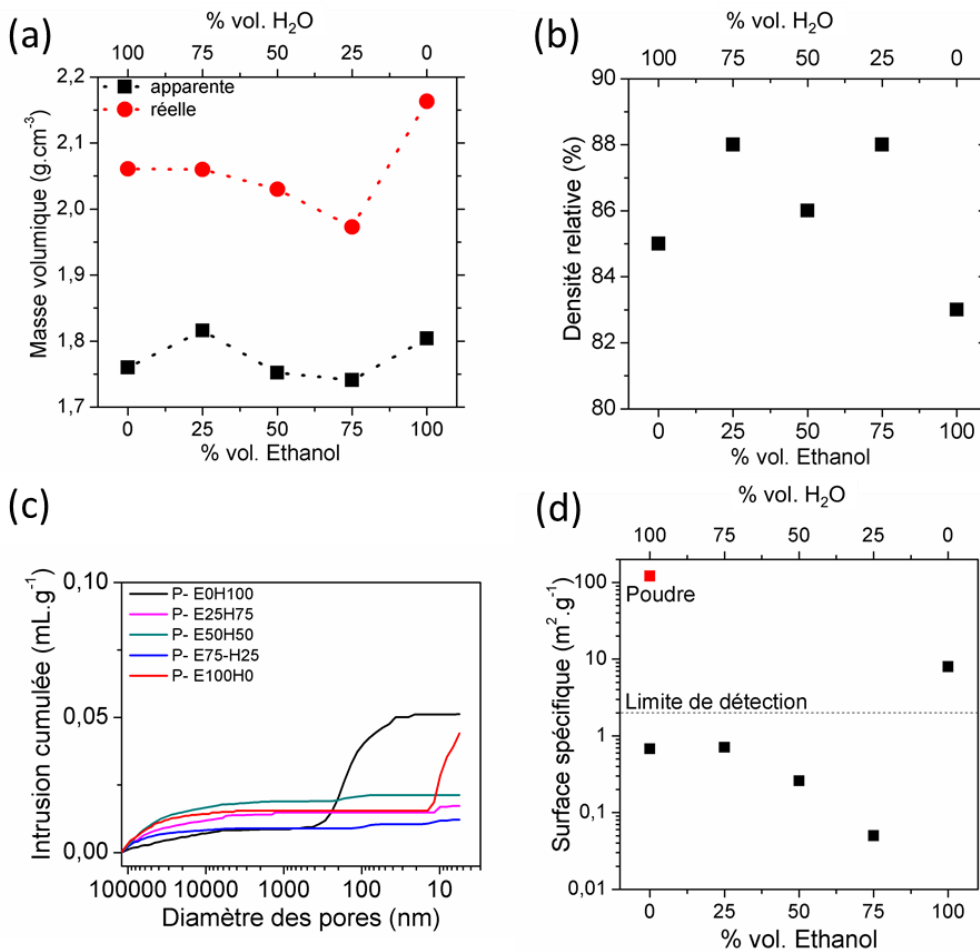 (a)
% vol. H₂O
100 75 50 25 0
2,2
2,1
2,0
1,9
1,8
1,7
Masse volumique (g.cm⁻³)
apparente
réelle
0 25 50 75 100
% vol. Ethanol
(b)
% vol. H₂O
100 75 50 25 0
90
88
86
84
82
80
Densité relative (%)
0 25 50 75 100
% vol. Ethanol
(c)
0,10
0,05
0,00
Intrusion cumulée (mL.g⁻¹)
P- E0H100
P- E25H75
P- E50H50
P- E75-H25
P- E100H0
100000 10000 1000 100 10
Diamètre des pores (nm)
(d)
% vol. H₂O
100 75 50 25 0
100
10
1
0,1
0,01
Surface spécifique (m².g⁻¹)
Poudre
Limite de détection
0 25 50 75 100
% vol. Ethanol